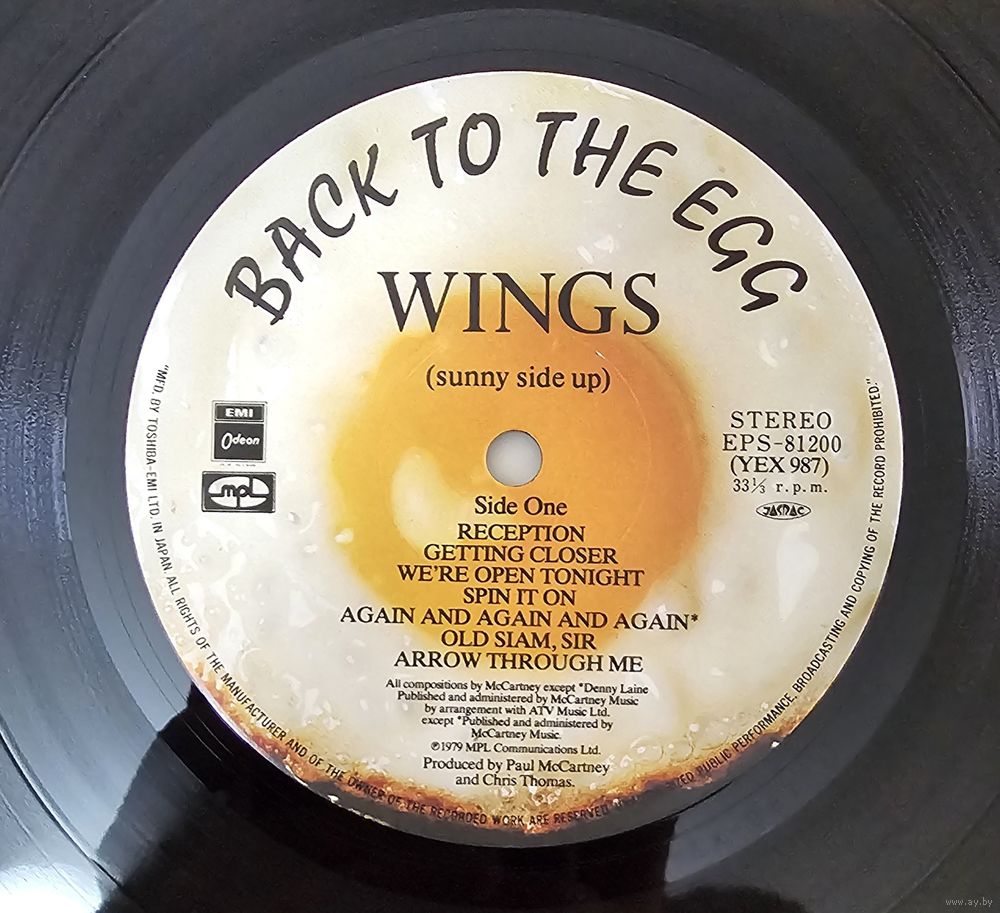 BACK TO THE EGG
WINGS
(sunny side up)
EMI
Odeon
mpl
STEREO
EPS-81200
(YEX 987)
33⅓ r.p.m.
JASRAC
Side One
RECEPTION
GETTING CLOSER
WE'RE OPEN TONIGHT
SPIN IT ON
AGAIN AND AGAIN AND AGAIN*
OLD SIAM, SIR
ARROW THROUGH ME
All compositions by McCartney except *Denny Laine
Published and administered by McCartney Music
by arrangement with ATV Music Ltd.
except *Published and administered by
McCartney Music.
℗1979 MPL Communications Ltd.
Produced by Paul McCartney
and Chris Thomas.
"MFD. BY TOSHIBA-EMI LTD. IN JAPAN. ALL RIGHTS OF THE MANUFACTURER AND OF THE OWNER OF THE RECORDED WORK ARE RESERVED. PUBLIC PERFORMANCE, BROADCASTING AND COPYING OF THE RECORD PROHIBITED."
www.ay.by